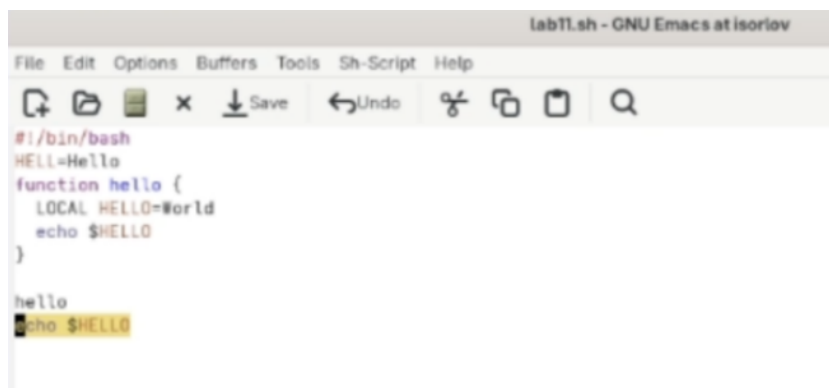 lab11.sh - GNU Emacs at isorlov
File Edit Options Buffers Tools Sh-Script Help
Save Undo
#!/bin/bash
HELL=Hello
function hello {
LOCAL HELLO=World
echo $HELLO
}
hello
echo $HELLO